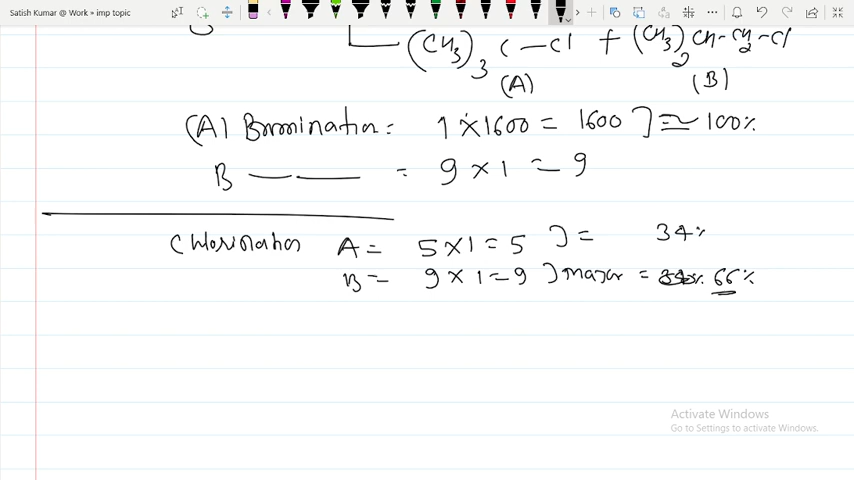 Satish Kumar @ Work » imp topic
(CH3)3 C-Cl + (CH3)2 CH-CH2-Cl
(A) (B)
(A) Bromination = 1 × 1600 = 1600 ] ≅ 100%
B —— —— = 9 × 1 = 9
Chlorination A = 5 × 1 = 5 ] = 34%
B = 9 × 1 = 9 ] major = 66%
Activate Windows
Go to Settings to activate Windows.